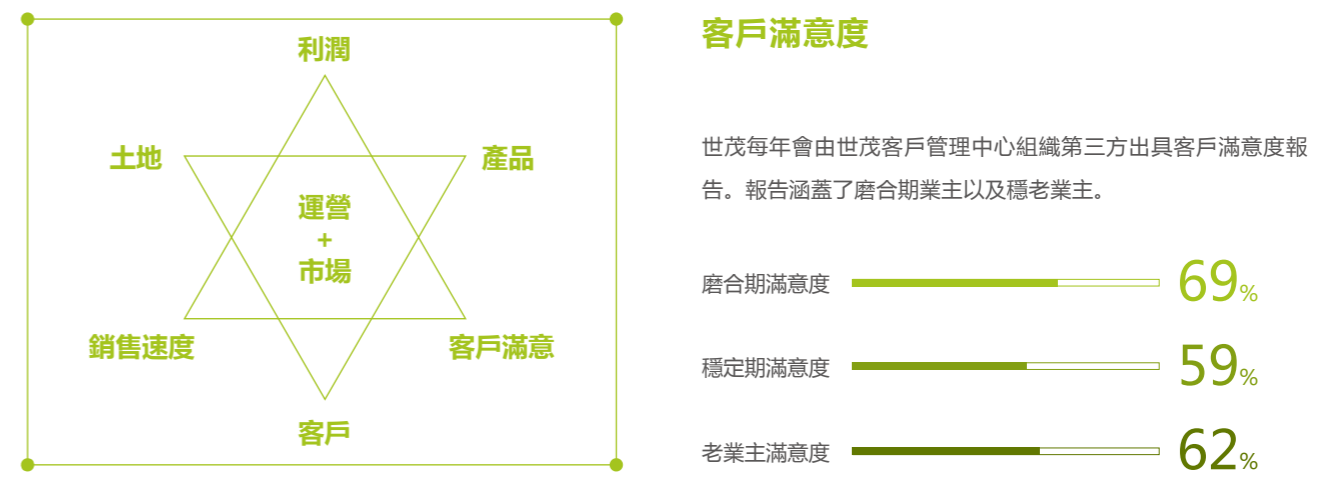 利潤
土地
產品
運營
+
市場
銷售速度
客戶滿意
客戶
客戶滿意度
世茂每年會由世茂客戶管理中心組織第三方出具客戶滿意度報
告。報告涵蓋了磨合期業主以及穩老業主。
磨合期滿意度 69%
穩定期滿意度 59%
老業主滿意度 62%